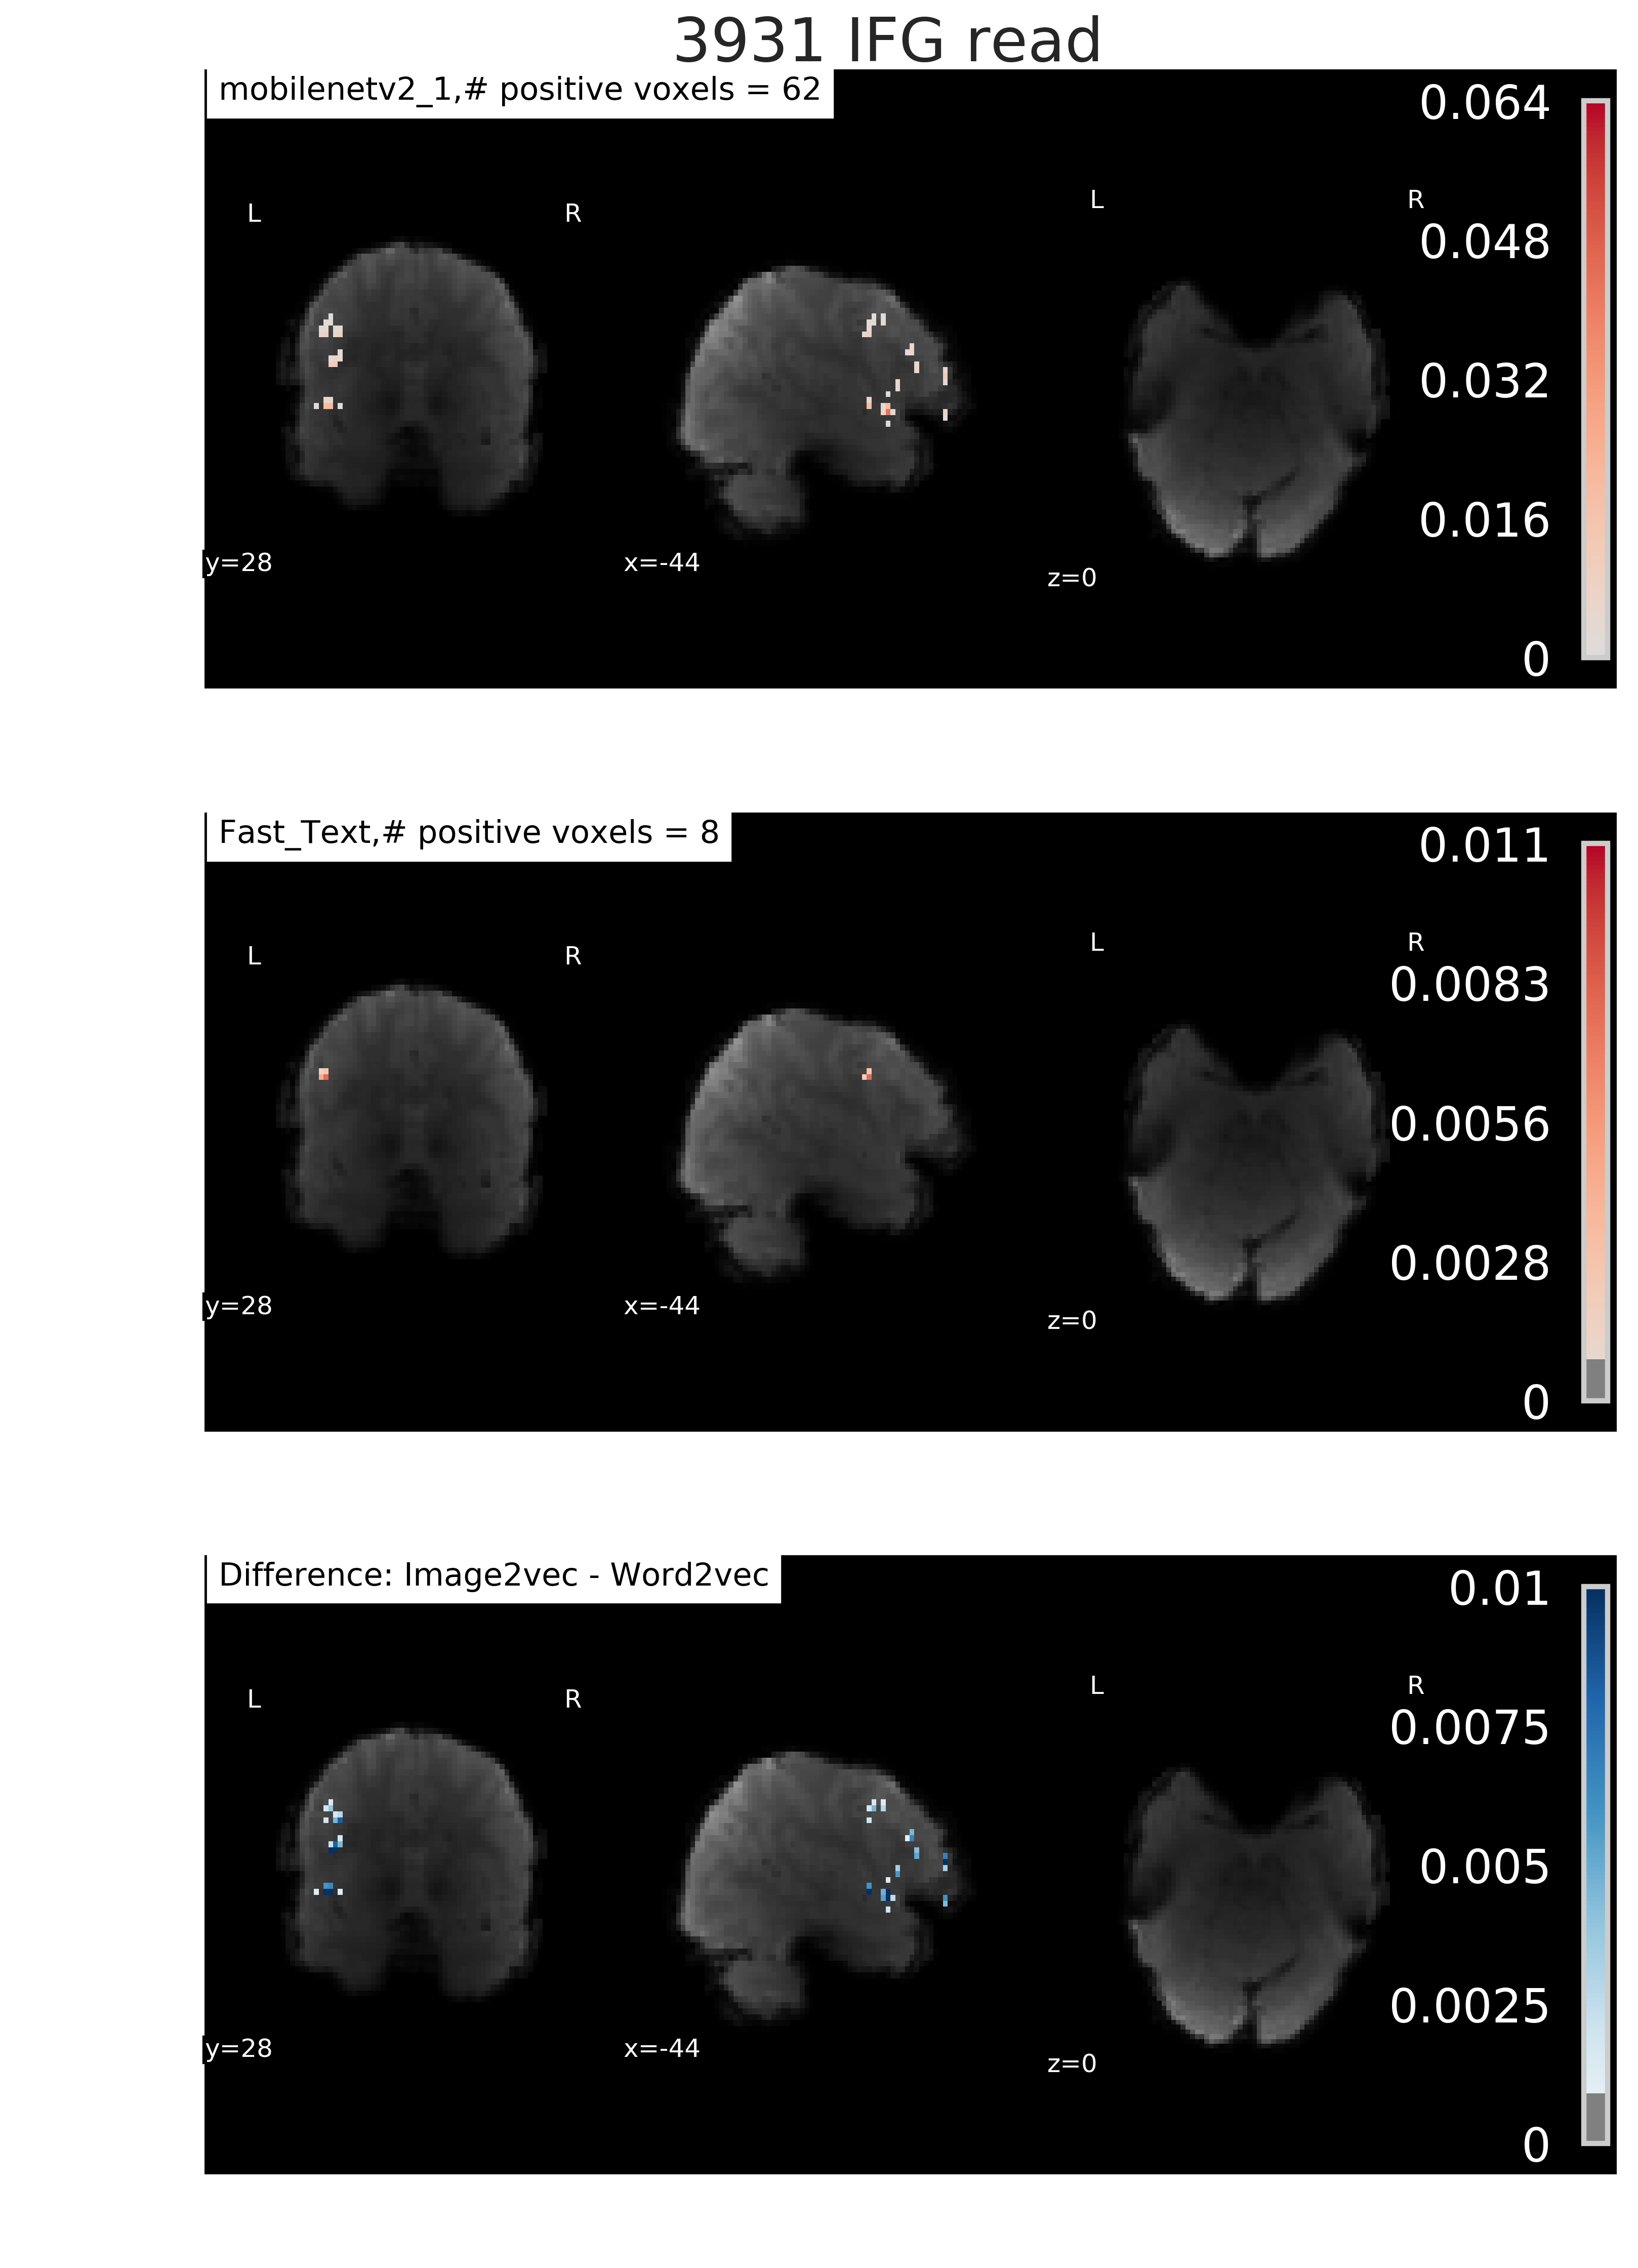 3931 IFG read
mobilenetv2_1,# positive voxels = 62
0.064
L
R
L
R
0.048
0.032
0.016
y=28
x=-44
z=0
0
Fast_Text,# positive voxels = 8
0.011
L
R
L
R
0.0083
0.0056
0.0028
y=28
x=-44
z=0
0
Difference: Image2vec - Word2vec
0.01
L
R
L
R
0.0075
0.005
0.0025
y=28
x=-44
z=0
0